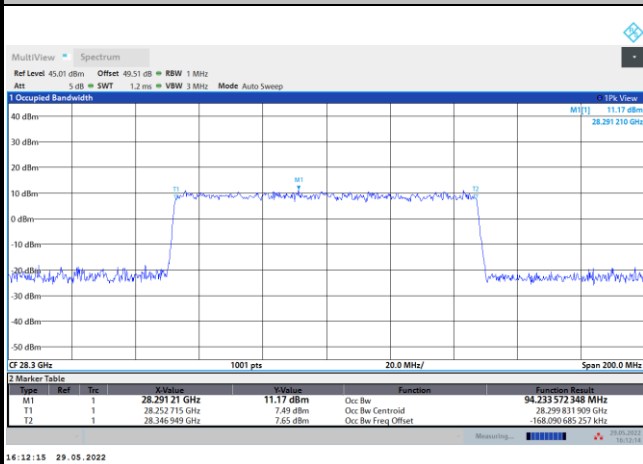 MultiView Spectrum
Ref Level 45.01 dBm Offset 49.51 dB RBW 1 MHz
Att 5 dB SWT 1.2 ms VBW 3 MHz Mode Auto Sweep
1 Occupied Bandwidth 1Pk View
M1[1] 11.17 dBm
28.291 210 GHz
40 dBm
30 dBm
20 dBm
M1
T1 T2
10 dBm
0 dBm
-10 dBm
-20 dBm
-30 dBm
-40 dBm
-50 dBm
CF 28.3 GHz 1001 pts 20.0 MHz/ Span 200.0 MHz
2 Marker Table
Type Ref Trc X-Value Y-Value Function Function Result
M1 1 28.291 21 GHz 11.17 dBm Occ Bw 94.233 572 348 MHz
T1 1 28.252 715 GHz 7.49 dBm Occ Bw Centroid 28.299 831 909 GHz
T2 1 28.346 949 GHz 7.65 dBm Occ Bw Freq Offset -168.090 685 257 kHz
Measuring... 29.05.2022
16:12:14
16:12:15 29.05.2022